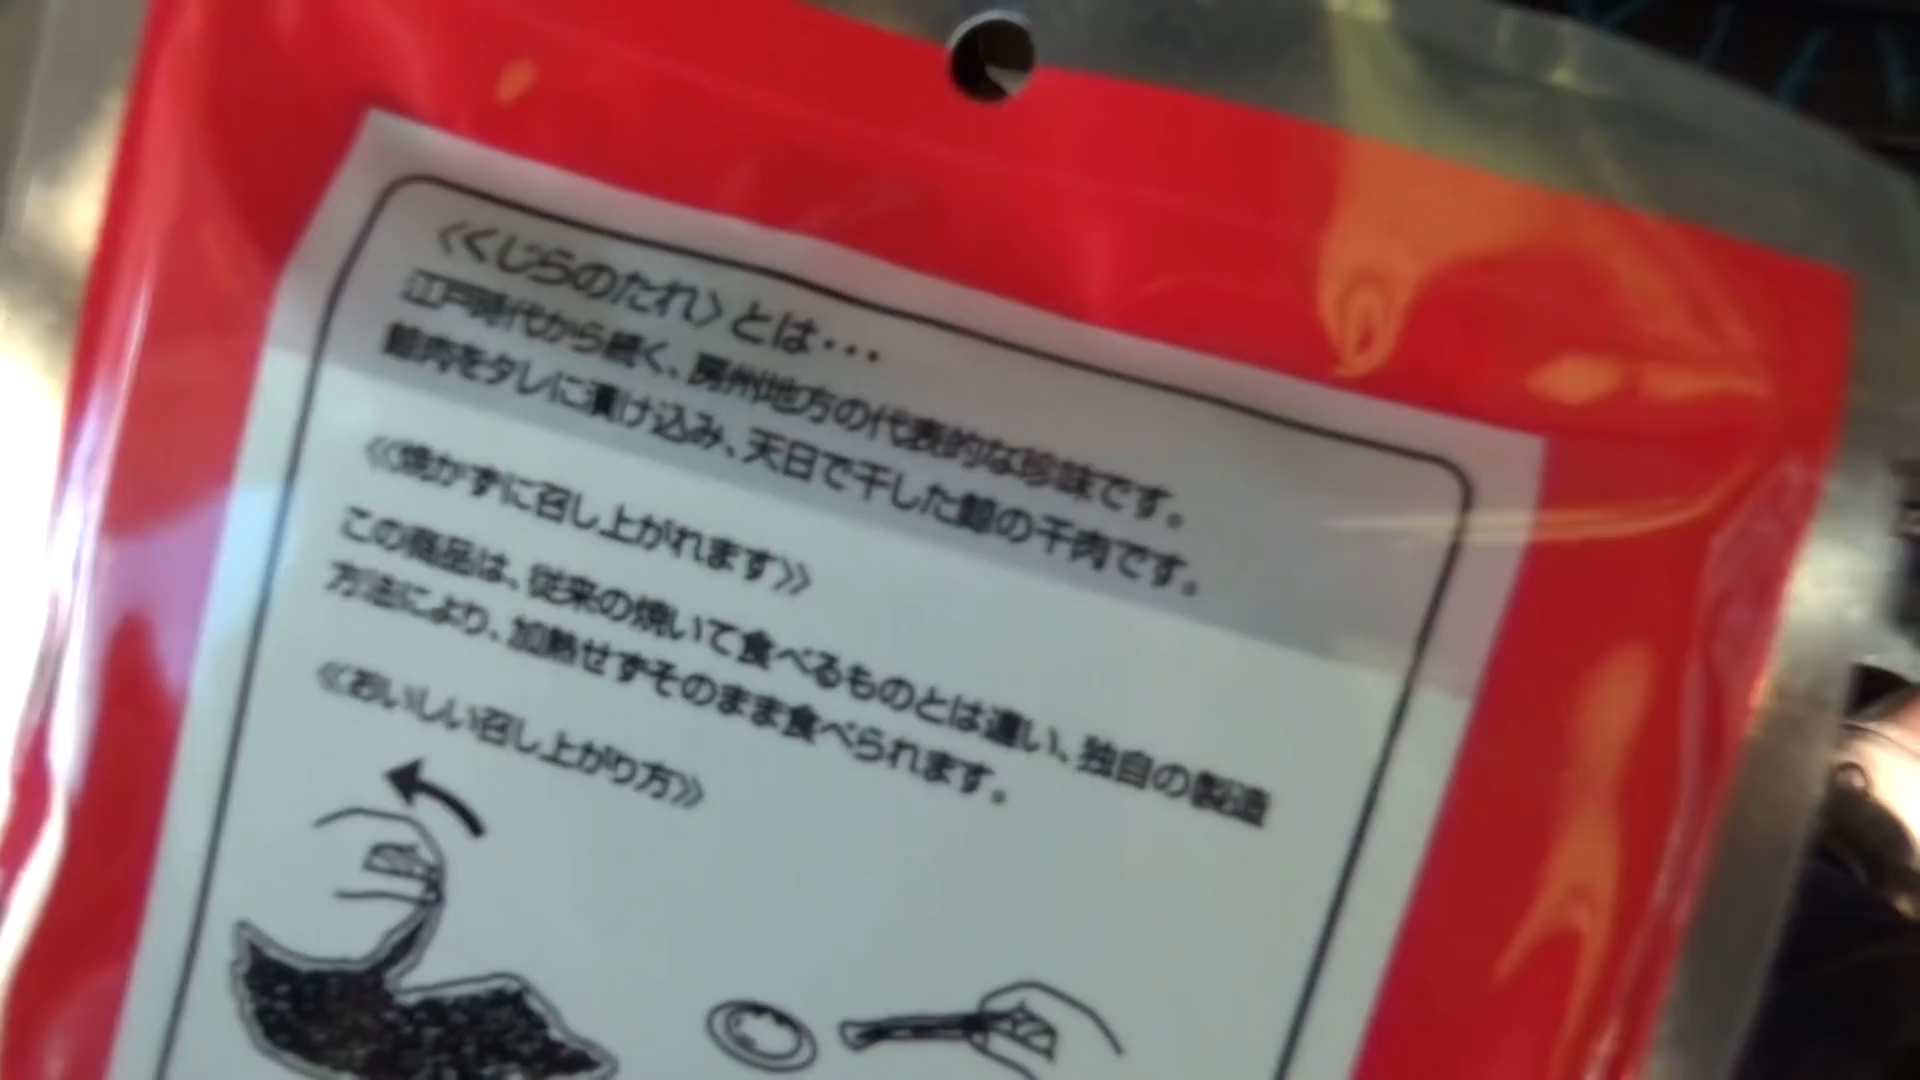 〈くじらのたれ〉とは・・・
江戸時代から続く、房州地方の代表的な珍味です。
鯨肉をタレに漬け込み、天日で干した鯨の干肉です。
《焼かずに召し上がれます》
この商品は、従来の焼いて食べるものとは違い、独自の製造
方法により、加熱せずそのまま食べられます。
《おいしい召し上がり方》